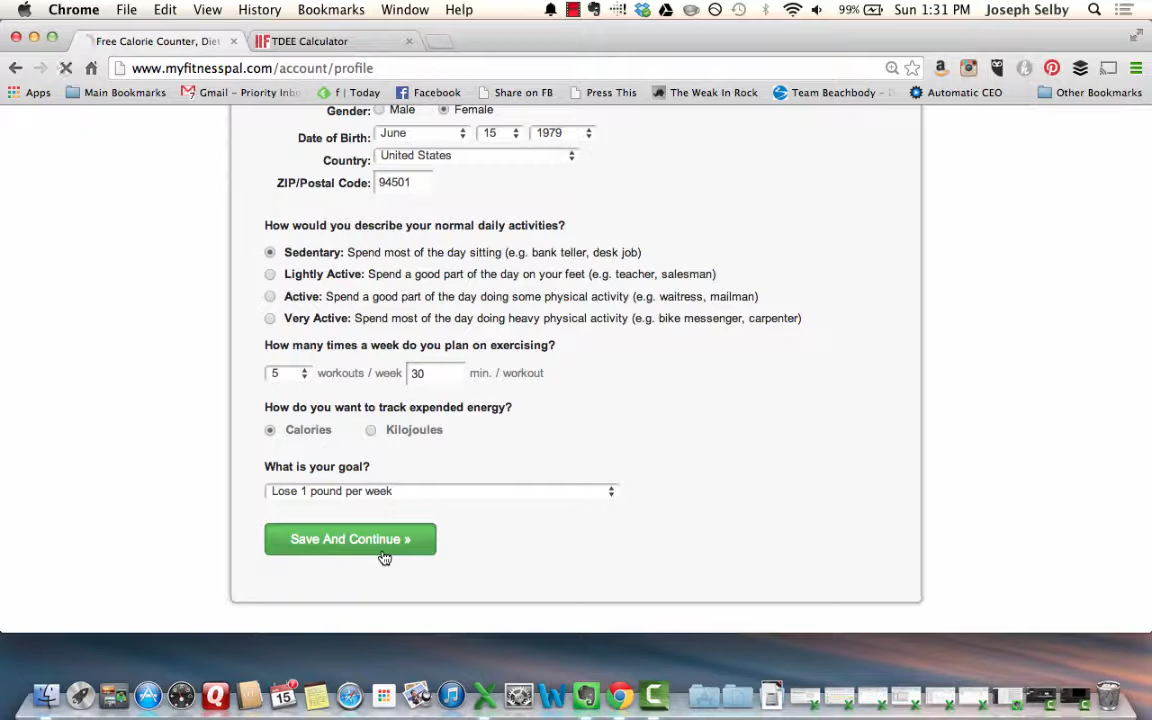 Chrome File Edit View History Bookmarks Window Help 99% Sun 1:31 PM Joseph Selby
Free Calorie Counter, Diet TDEE Calculator
www.myfitnesspal.com/account/profile
Apps Main Bookmarks Gmail – Priority Inbo f | Today Facebook Share on FB Press This The Weak In Rock Team Beachbody - Automatic CEO Other Bookmarks
Gender: Male Female
Date of Birth: June 15 1979
Country: United States
ZIP/Postal Code: 94501
How would you describe your normal daily activities?
Sedentary: Spend most of the day sitting (e.g. bank teller, desk job)
Lightly Active: Spend a good part of the day on your feet (e.g. teacher, salesman)
Active: Spend a good part of the day doing some physical activity (e.g. waitress, mailman)
Very Active: Spend most of the day doing heavy physical activity (e.g. bike messenger, carpenter)
How many times a week do you plan on exercising?
5 workouts / week 30 min. / workout
How do you want to track expended energy?
Calories Kilojoules
What is your goal?
Lose 1 pound per week
Save And Continue »
15